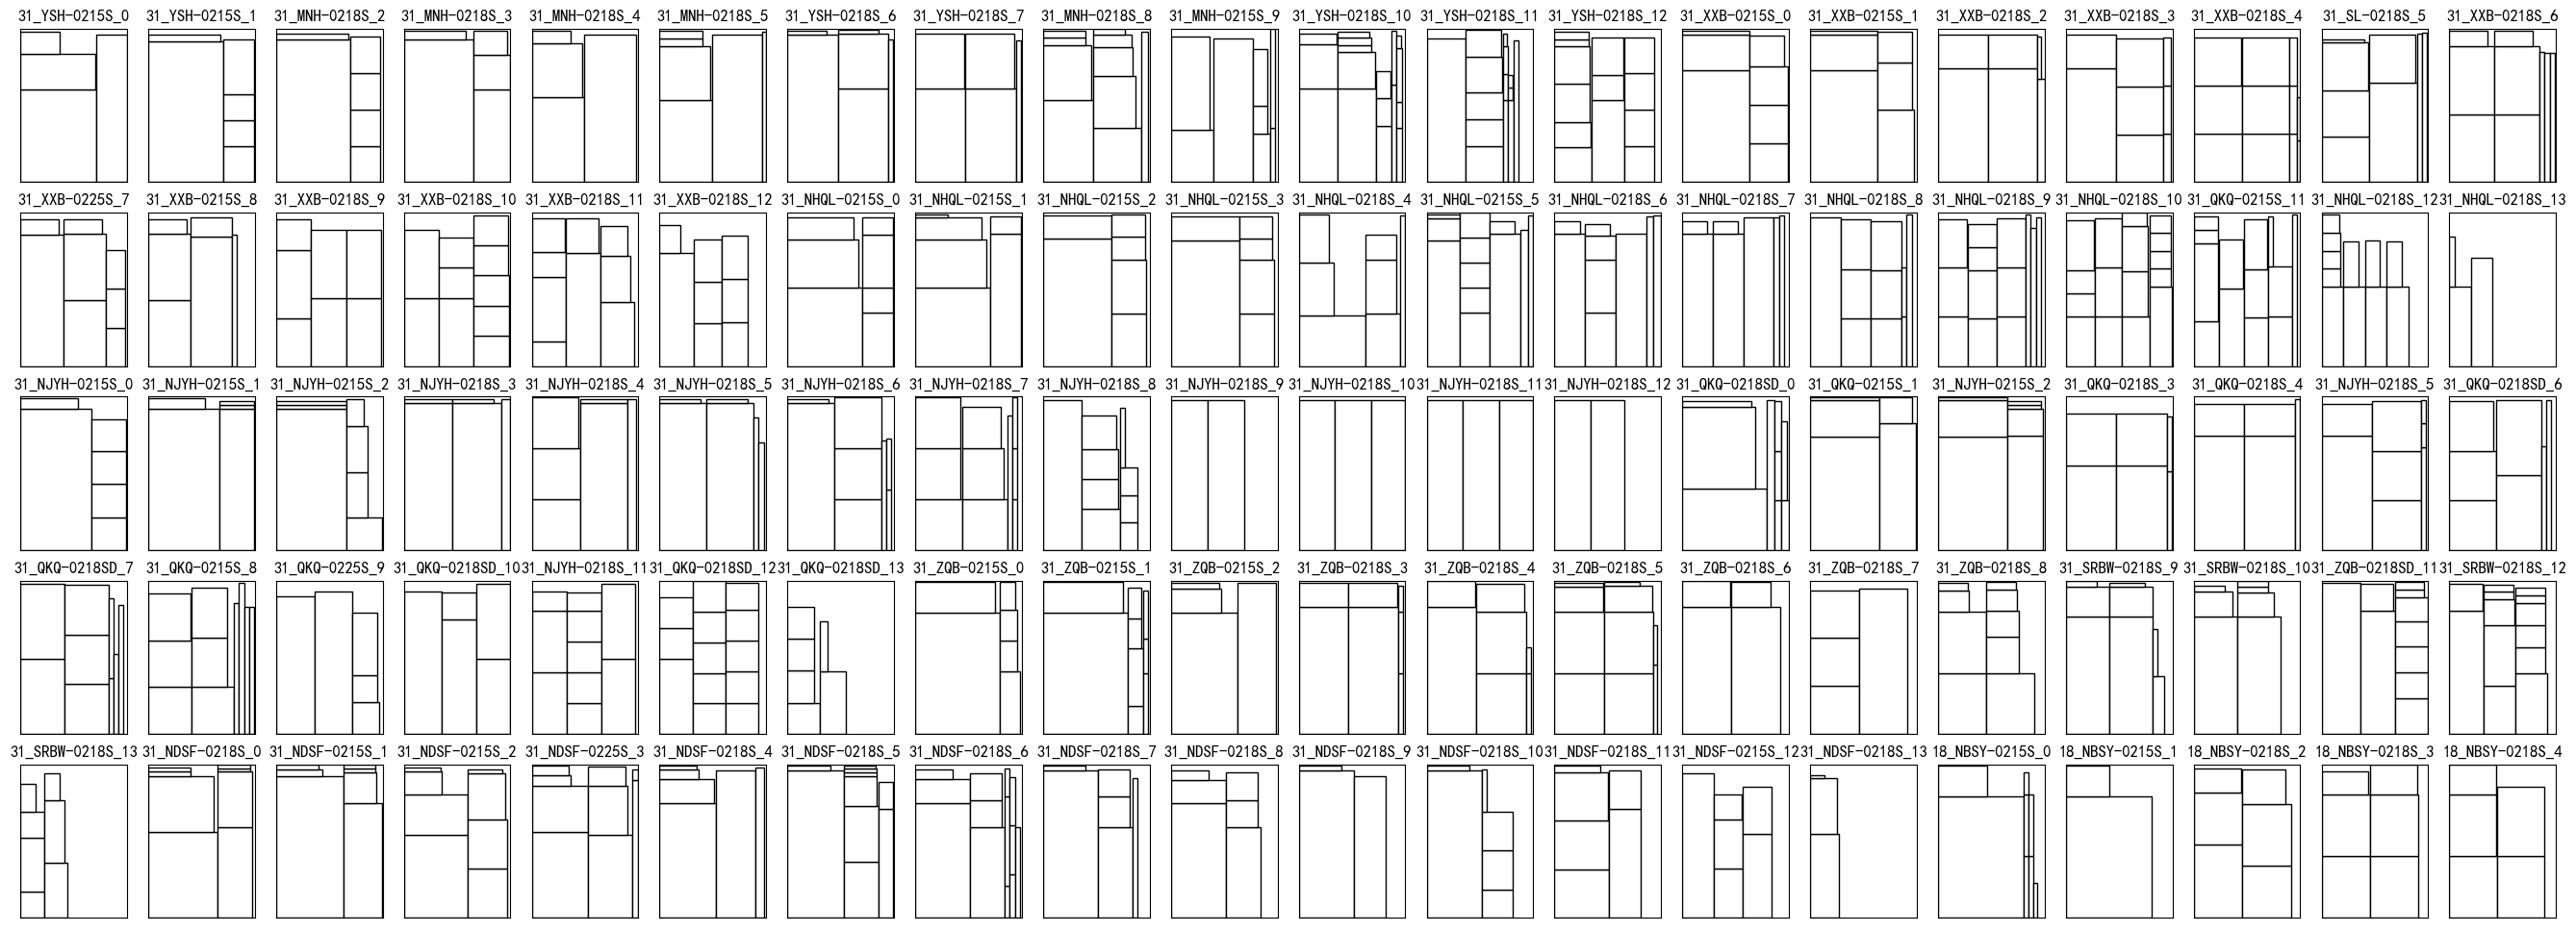 31_YSH-0215S_0 31_YSH-0215S_1 31_MNH-0218S_2 31_MNH-0218S_3 31_MNH-0218S_4 31_MNH-0218S_5 31_YSH-0218S_6 31_YSH-0218S_7 31_MNH-0218S_8 31_MNH-0215S_9 31_YSH-0218S_10 31_YSH-0218S_11 31_YSH-0218S_12 31_XXB-0215S_0 31_XXB-0215S_1 31_XXB-0218S_2 31_XXB-0218S_3 31_XXB-0218S_4 31_SL-0218S_5 31_XXB-0218S_6
31_XXB-0225S_7 31_XXB-0215S_8 31_XXB-0218S_9 31_XXB-0218S_10 31_XXB-0218S_11 31_XXB-0215S_12 31_NHQL-0215S_0 31_NHQL-0215S_1 31_NHQL-0215S_2 31_NHQL-0215S_3 31_NHQL-0218S_4 31_NHQL-0215S_5 31_NHQL-0218S_6 31_NHQL-0218S_7 31_NHQL-0218S_8 31_NHQL-0218S_9 31_NHQL-0218S_10 31_QKQ-0215S_11 31_NHQL-0218S_12 31_NHQL-0218S_13
31_NJYH-0215S_0 31_NJYH-0215S_1 31_NJYH-0215S_2 31_NJYH-0218S_3 31_NJYH-0218S_4 31_NJYH-0218S_5 31_NJYH-0218S_6 31_NJYH-0218S_7 31_NJYH-0218S_8 31_NJYH-0218S_9 31_NJYH-0218S_10 31_NJYH-0218S_11 31_NJYH-0218S_12 31_QKQ-0218SD_0 31_QKQ-0215S_1 31_NJYH-0215S_2 31_QKQ-0218S_3 31_QKQ-0218S_4 31_NJYH-0218S_5 31_QKQ-0218SD_6
31_QKQ-0218SD_7 31_QKQ-0215S_8 31_QKQ-0225S_9 31_QKQ-0218SD_10 31_NJYH-0218S_11 31_QKQ-0218SD_12 31_QKQ-0218SD_13 31_ZQB-0215S_0 31_ZQB-0215S_1 31_ZQB-0215S_2 31_ZQB-0218S_3 31_ZQB-0218S_4 31_ZQB-0218S_5 31_ZQB-0218S_6 31_ZQB-0218S_7 31_ZQB-0218S_8 31_SRBW-0218S_9 31_SRBW-0218S_10 31_ZQB-0218SD_11 31_SRBW-0218S_12
31_SRBW-0218S_13 31_NDSF-0218S_0 31_NDSF-0215S_1 31_NDSF-0215S_2 31_NDSF-0225S_3 31_NDSF-0218S_4 31_NDSF-0218S_5 31_NDSF-0218S_6 31_NDSF-0218S_7 31_NDSF-0218S_8 31_NDSF-0218S_9 31_NDSF-0218S_10 31_NDSF-0218S_11 31_NDSF-0215S_12 31_NDSF-0218S_13 18_NBSY-0215S_0 18_NBSY-0215S_1 18_NBSY-0218S_2 18_NBSY-0218S_3 18_NBSY-0218S_4